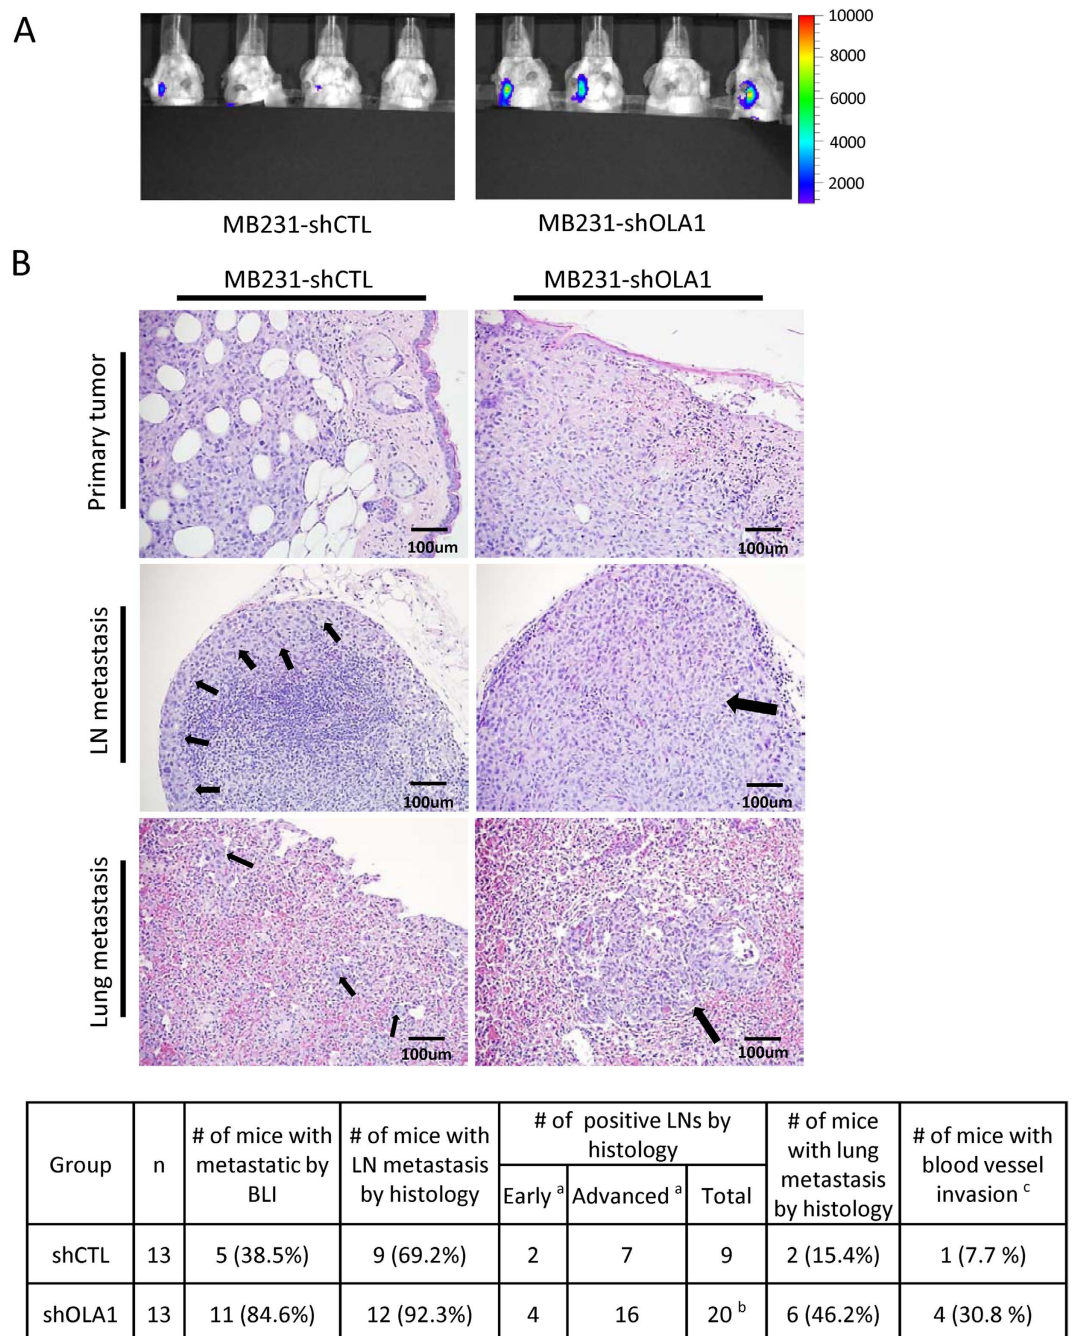 A
10000
8000
6000
4000
2000
MB231-shCTL
MB231-shOLA1
B
MB231-shCTL
MB231-shOLA1
Primary tumor
100um
100um
LN metastasis
100um
100um
Lung metastasis
100um
100um
Group
n
# of mice with
metastatic by
BLI
# of mice with
LN metastasis
by histology
# of positive LNs by
histology
Early a
Advanced a
Total
# of mice
with lung
metastasis
by histology
# of mice with
blood vessel
invasion c
shCTL 13 5 (38.5%) 9 (69.2%) 2 7 9 2 (15.4%) 1 (7.7 %)
shOLA1 13 11 (84.6%) 12 (92.3%) 4 16 20 b 6 (46.2%) 4 (30.8 %)